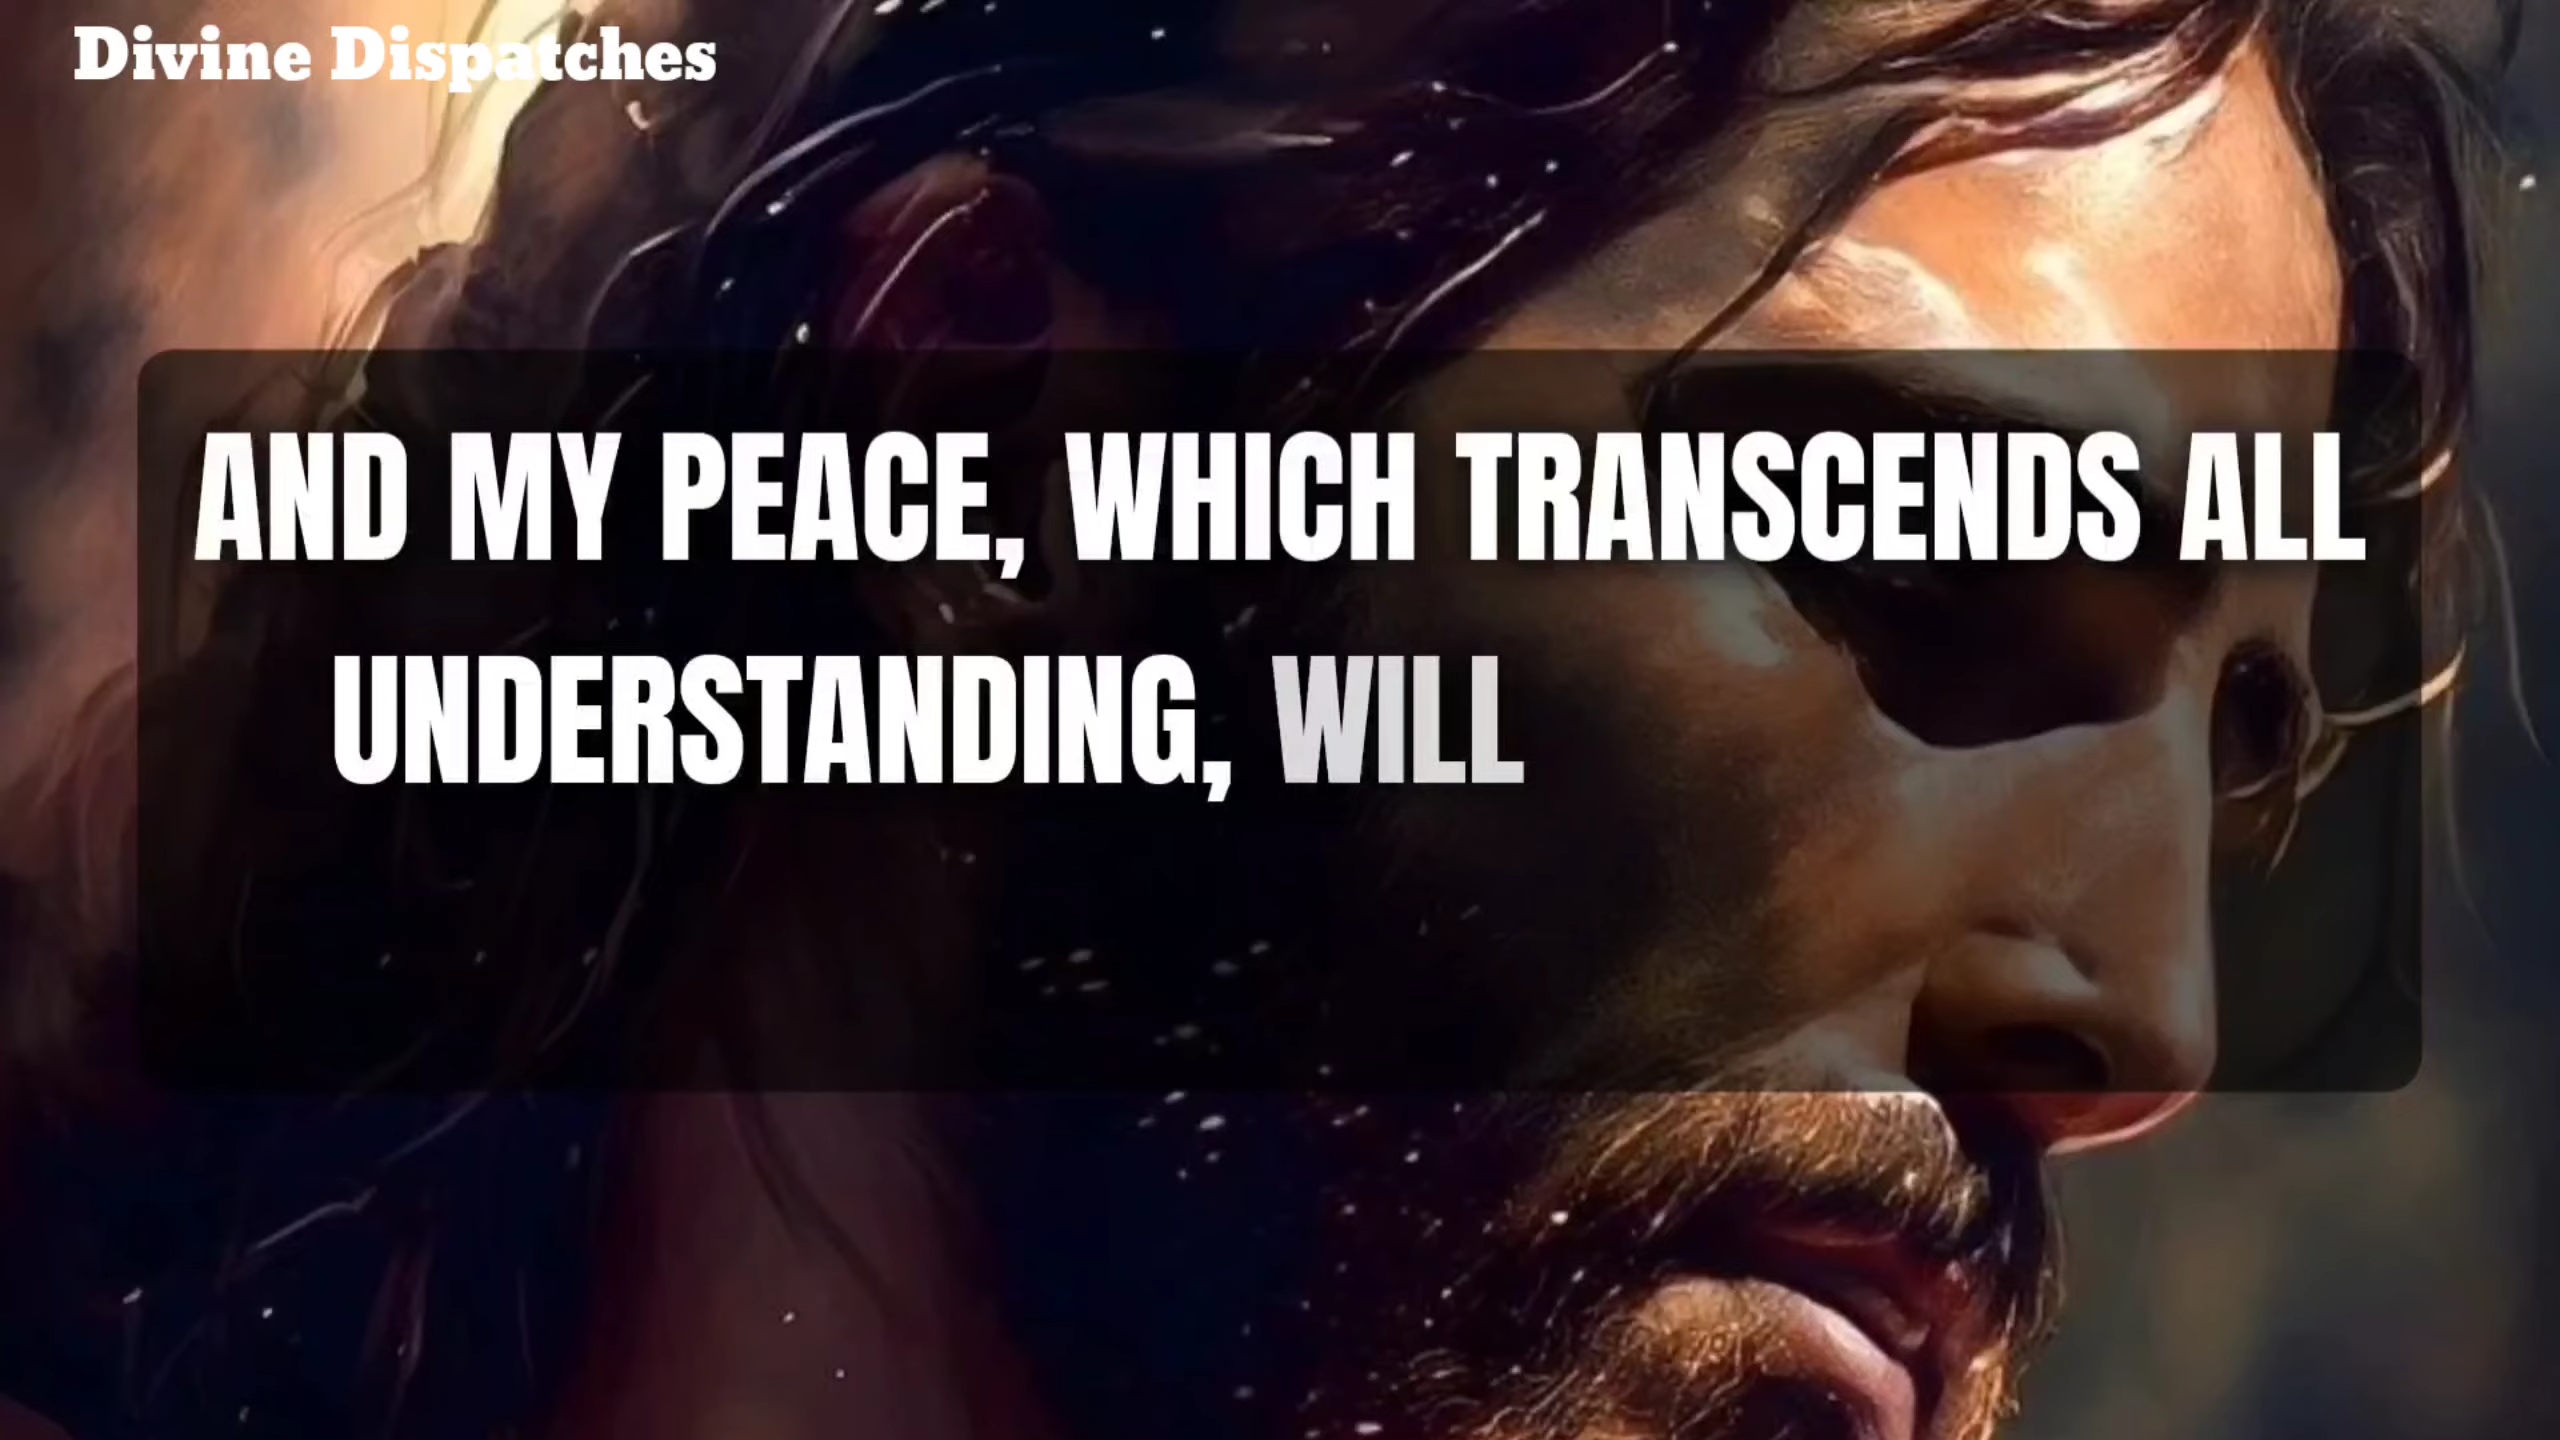 Divine Dispatches
AND MY PEACE, WHICH TRANSCENDS ALL
UNDERSTANDING, WILL